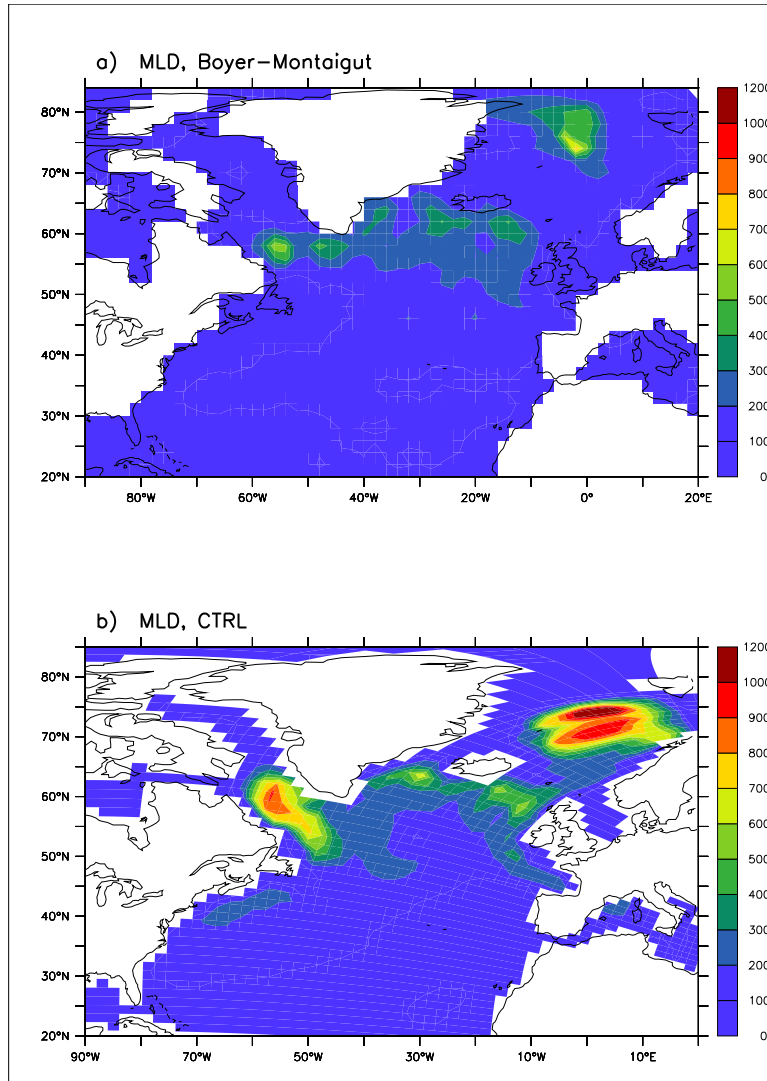 a) MLD, Boyer–Montaigut
80°N
70°N
60°N
50°N
40°N
30°N
20°N
80°W 60°W 40°W 20°W 0° 20°E
1200
1000
900
800
700
600
500
400
300
200
100
0
b) MLD, CTRL
80°N
70°N
60°N
50°N
40°N
30°N
20°N
90°W 70°W 50°W 30°W 10°W 10°E
1200
1000
900
800
700
600
500
400
300
200
100
0